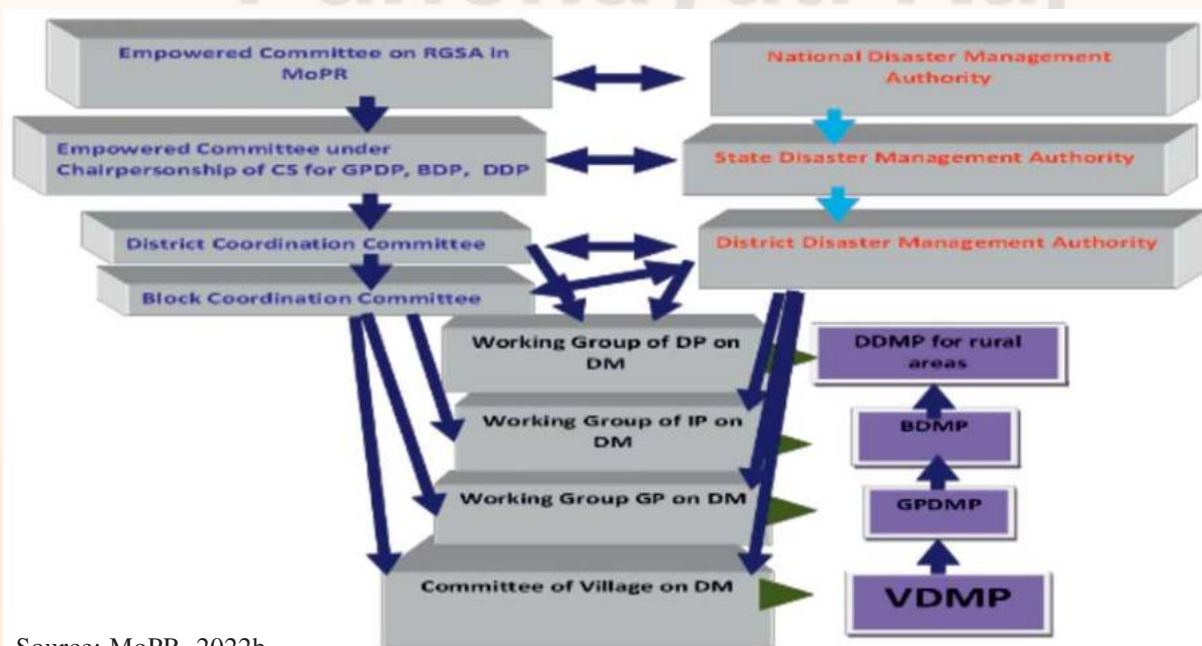 Empowered Committee on RGSA In
MoPR
National Disaster Management
Authority
Empowered Committee under
Chairpersonship of CS for GPDP, BDP, DDP
State Disaster Management Authority
District Coordination Committee
District Disaster Management Authority
Block Coordination Committee
Working Group of DP on
DM
DDMP for rural
areas
Working Group of IP on
DM
BDMP
Working Group GP on DM
GPDMP
Committee of Village on DM
VDMP
Source: MoPR, 2022b